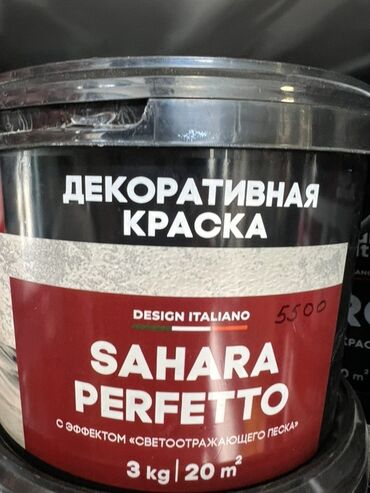 ДЕКОРАТИВНАЯ
КРАСКА
DESIGN ITALIANO
5500
SAHARA
PERFETTO
С ЭФФЕКТОМ «СВЕТООТРАЖАЮЩЕГО ПЕСКА»
3 kg | 20 m²